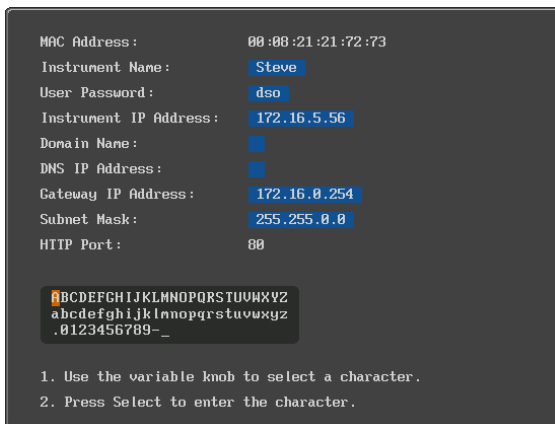 MAC Address: 00:08:21:21:72:73
Instrument Name: Steve
User Password: dso
Instrument IP Address: 172.16.5.56
Domain Name:
DNS IP Address:
Gateway IP Address: 172.16.0.254
Subnet Mask: 255.255.0.0
HTTP Port: 80
ABCDEFGHIJKLMNOPQRSTUVWXYZ
abcdefghijklmnopqrstuvwxyz
.0123456789-_
1. Use the variable knob to select a character.
2. Press Select to enter the character.